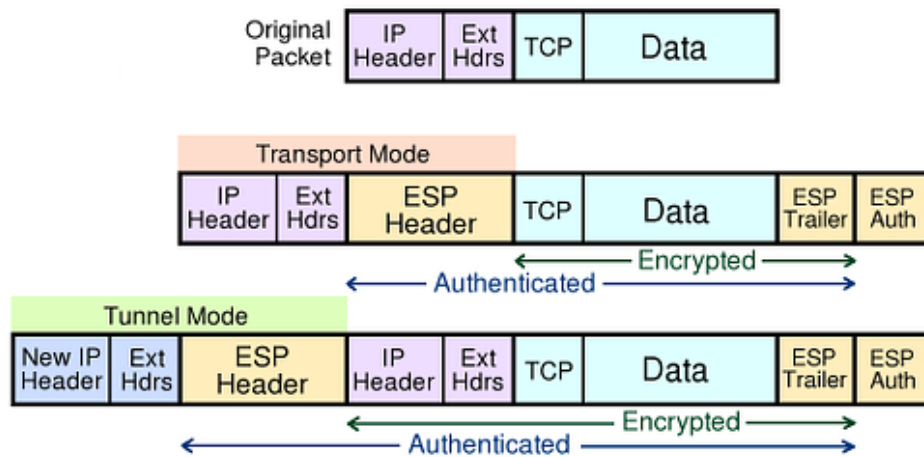 Original Packet
IP Header Ext Hdrs TCP Data
Transport Mode
IP Header Ext Hdrs ESP Header TCP Data ESP Trailer ESP Auth
Encrypted
Authenticated
Tunnel Mode
New IP Header Ext Hdrs ESP Header IP Header Ext Hdrs TCP Data ESP Trailer ESP Auth
Encrypted
Authenticated